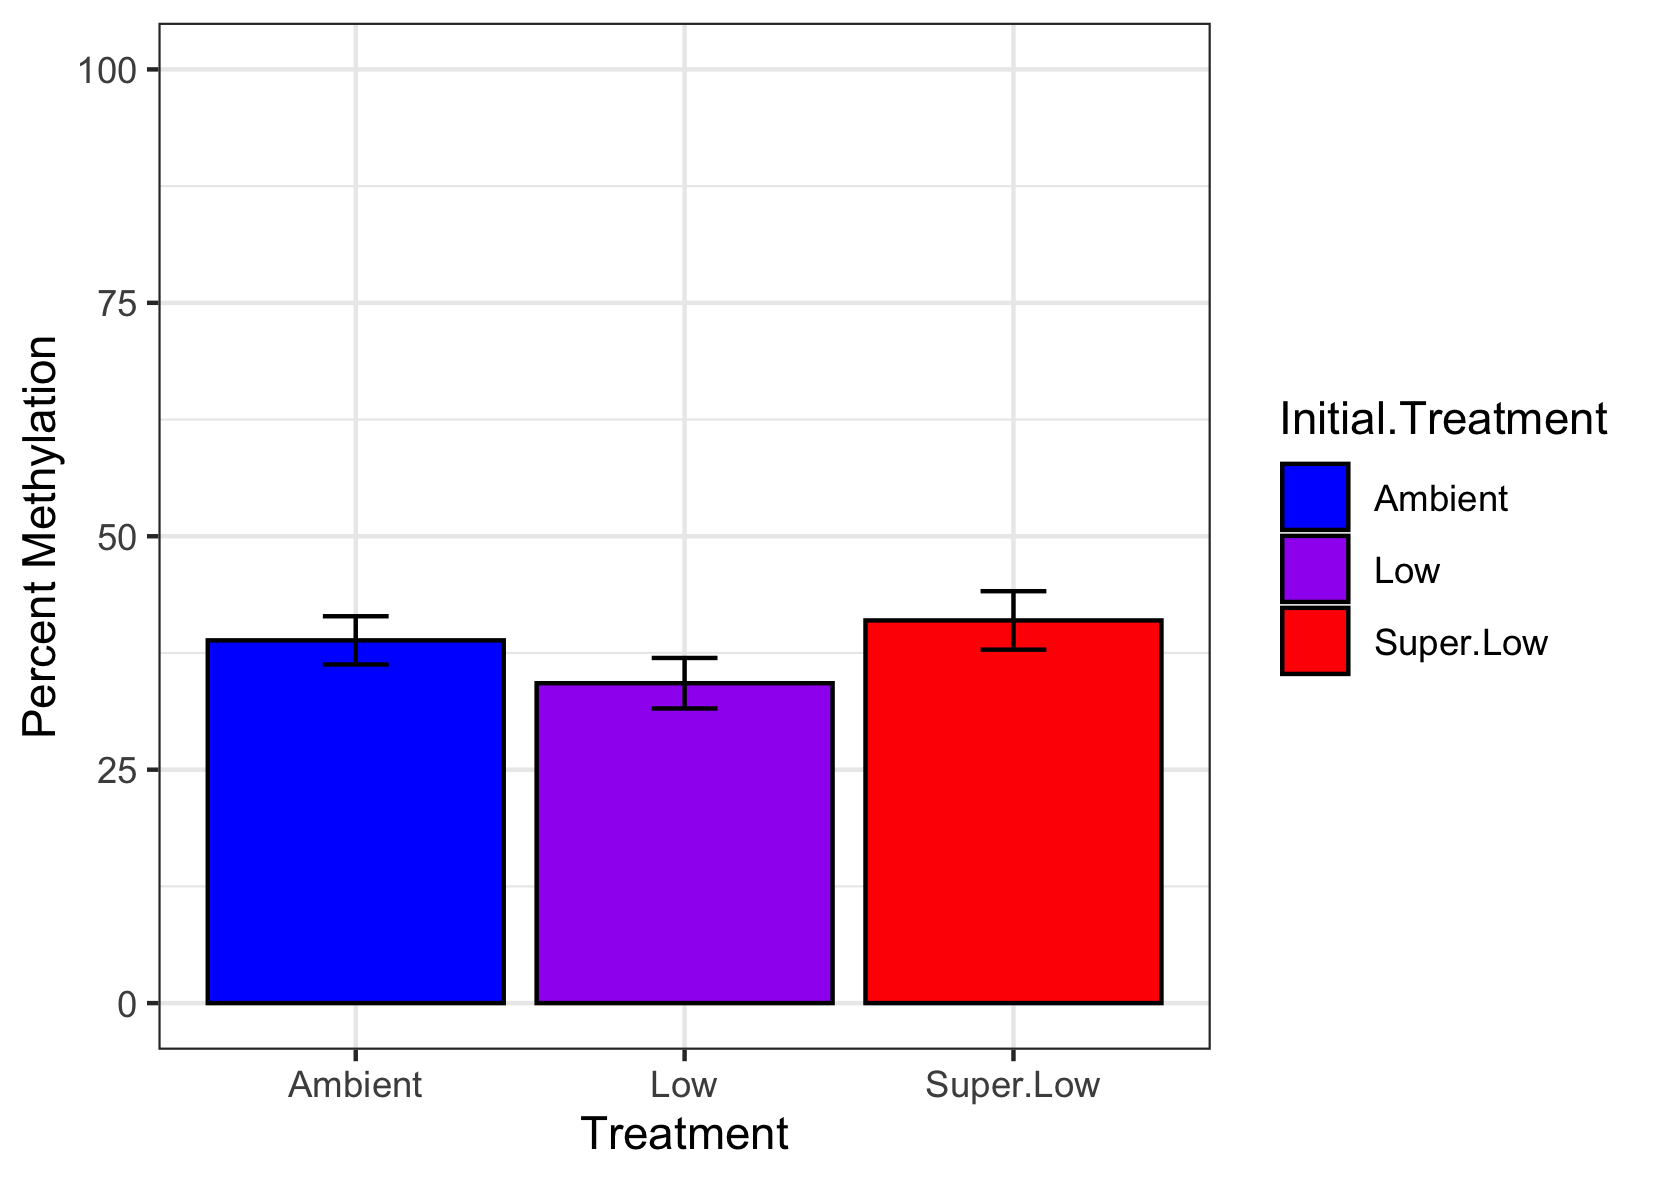 Percent Methylation
100
75
50
25
0
Ambient
Low
Super.Low
Treatment
Initial.Treatment
Ambient
Low
Super.Low